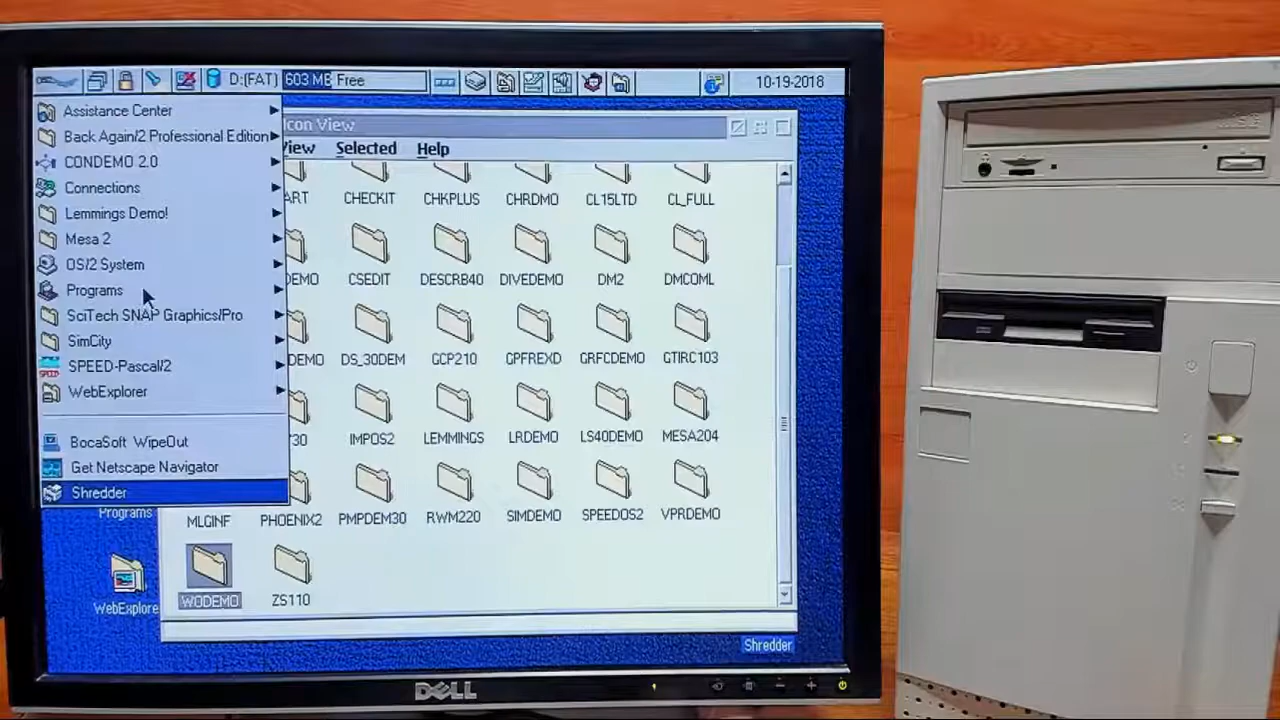 D:(FAT) 603 MB Free 10-19-2018
Assistance Center
Back Again/2 Professional Edition
CONDEMO 2.0
Connections
Lemmings Demo!
Mesa 2
OS/2 System
Programs
SciTech SNAP Graphics/Pro
SimCity
SPEED-Pascal/2
WebExplorer
BocaSoft WipeOut
Get Netscape Navigator
Shredder
Icon View
View Selected Help
ART CHECKIT CHKPLUS CHRDMO CL15LTD CL_FULL
DEMO CSEDIT DESCRB40 DIVEDEMO DM2 DMCOML
DEMO DS_30DEM GCP210 GPFREXD GRFCDEMO GTIRC103
30 IMPOS2 LEMMINGS LRDEMO LS40DEMO MESA204
MLGINF PHOENIX2 PMPDEM30 RWM220 SIMDEMO SPEEDOS2 VPRDEMO
WODEMO ZS110
Programs
WebExplore
Shredder
DELL